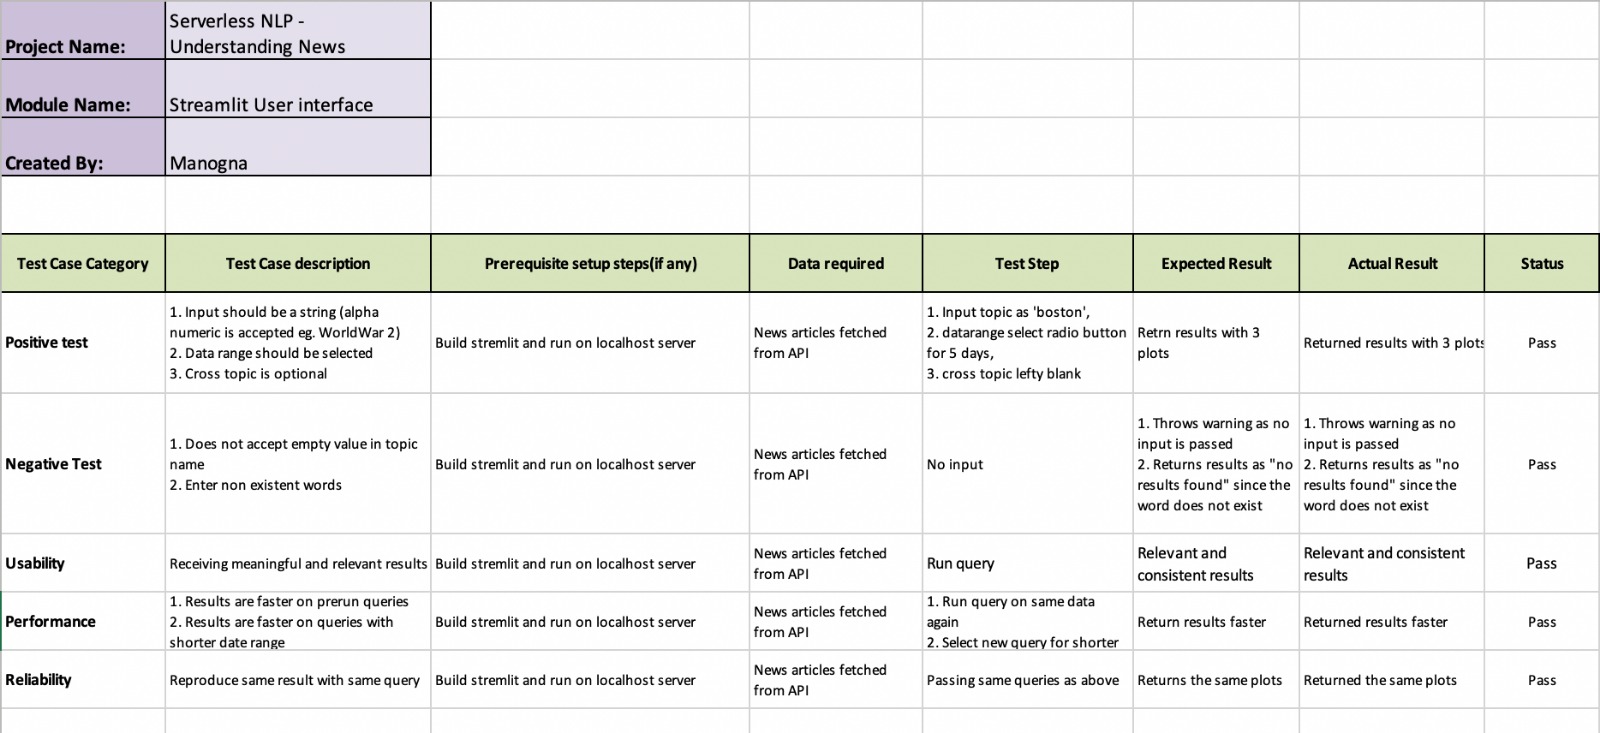 Project Name:
Serverless NLP -
Understanding News
Module Name:
Streamlit User interface
Created By:
Manogna
Test Case Category
Test Case description
Prerequisite setup steps(if any)
Data required
Test Step
Expected Result
Actual Result
Status
Positive test
1. Input should be a string (alpha
numeric is accepted eg. WorldWar 2)
2. Data range should be selected
3. Cross topic is optional
Build stremlit and run on localhost server
News articles fetched
from API
1. Input topic as 'boston',
2. datarange select radio button
for 5 days,
3. cross topic lefty blank
Retrn results with 3
plots
Returned results with 3 plots
Pass
Negative Test
1. Does not accept empty value in topic
name
2. Enter non existent words
Build stremlit and run on localhost server
News articles fetched
from API
No input
1. Throws warning as no
input is passed
2. Returns results as "no
results found" since the
word does not exist
1. Throws warning as no
input is passed
2. Returns results as "no
results found" since the
word does not exist
Pass
Usability
Receiving meaningful and relevant results
Build stremlit and run on localhost server
News articles fetched
from API
Run query
Relevant and
consistent results
Relevant and consistent
results
Pass
Performance
1. Results are faster on prerun queries
2. Results are faster on queries with
shorter date range
Build stremlit and run on localhost server
News articles fetched
from API
1. Run query on same data
again
2. Select new query for shorter
Return results faster
Returned results faster
Pass
Reliability
Reproduce same result with same query
Build stremlit and run on localhost server
News articles fetched
from API
Passing same queries as above
Returns the same plots
Returned the same plots
Pass